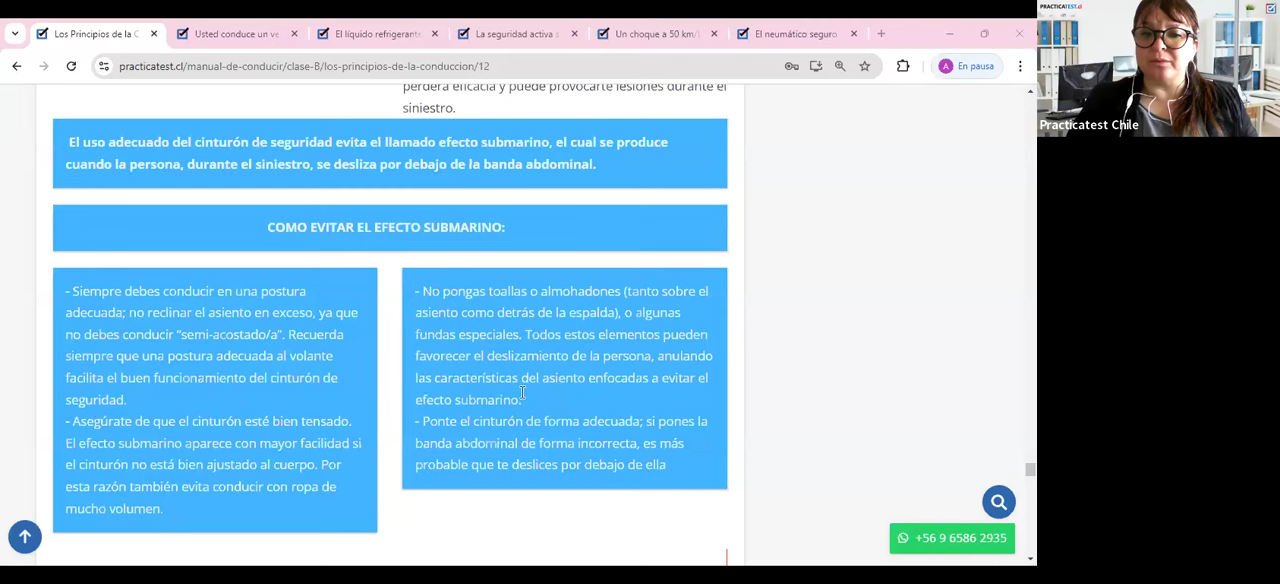 Los Principios de la C
Usted conduce un ve
El líquido refrigerante
La seguridad activa s
Un choque a 50 km/
El neumático seguro
practicatest.cl/manual-de-conducir/clase-B/los-principios-de-la-conduccion/12
A
En pausa
perderá eficacia y puede provocarte lesiones durante el
siniestro.
El uso adecuado del cinturón de seguridad evita el llamado efecto submarino, el cual se produce
cuando la persona, durante el siniestro, se desliza por debajo de la banda abdominal.
COMO EVITAR EL EFECTO SUBMARINO:
- Siempre debes conducir en una postura
adecuada; no reclinar el asiento en exceso, ya que
no debes conducir “semi-acostado/a”. Recuerda
siempre que una postura adecuada al volante
facilita el buen funcionamiento del cinturón de
seguridad.
- Asegúrate de que el cinturón esté bien tensado.
El efecto submarino aparece con mayor facilidad si
el cinturón no está bien ajustado al cuerpo. Por
esta razón también evita conducir con ropa de
mucho volumen.
- No pongas toallas o almohadones (tanto sobre el
asiento como detrás de la espalda), o algunas
fundas especiales. Todos estos elementos pueden
favorecer el deslizamiento de la persona, anulando
las características del asiento enfocadas a evitar el
efecto submarino.
- Ponte el cinturón de forma adecuada; si pones la
banda abdominal de forma incorrecta, es más
probable que te deslices por debajo de ella
+56 9 6586 2935
PRACTICATEST.cl
Practicatest Chile